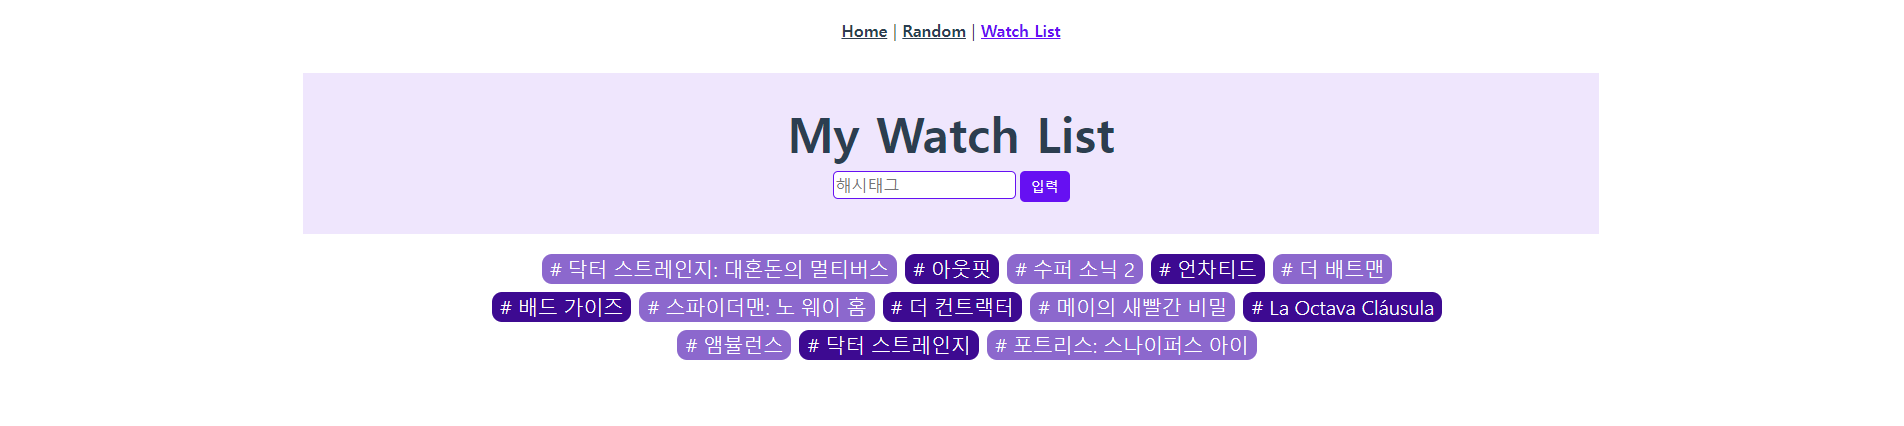 Home | Random | Watch List
My Watch List
해시태그 입력
# 닥터 스트레인지: 대혼돈의 멀티버스 # 아웃핏 # 수퍼 소닉 2 # 언차티드 # 더 배트맨
# 배드 가이즈 # 스파이더맨: 노 웨이 홈 # 더 컨트랙터 # 메이의 새빨간 비밀 # La Octava Cláusula
# 앰뷸런스 # 닥터 스트레인지 # 포트리스: 스나이퍼스 아이